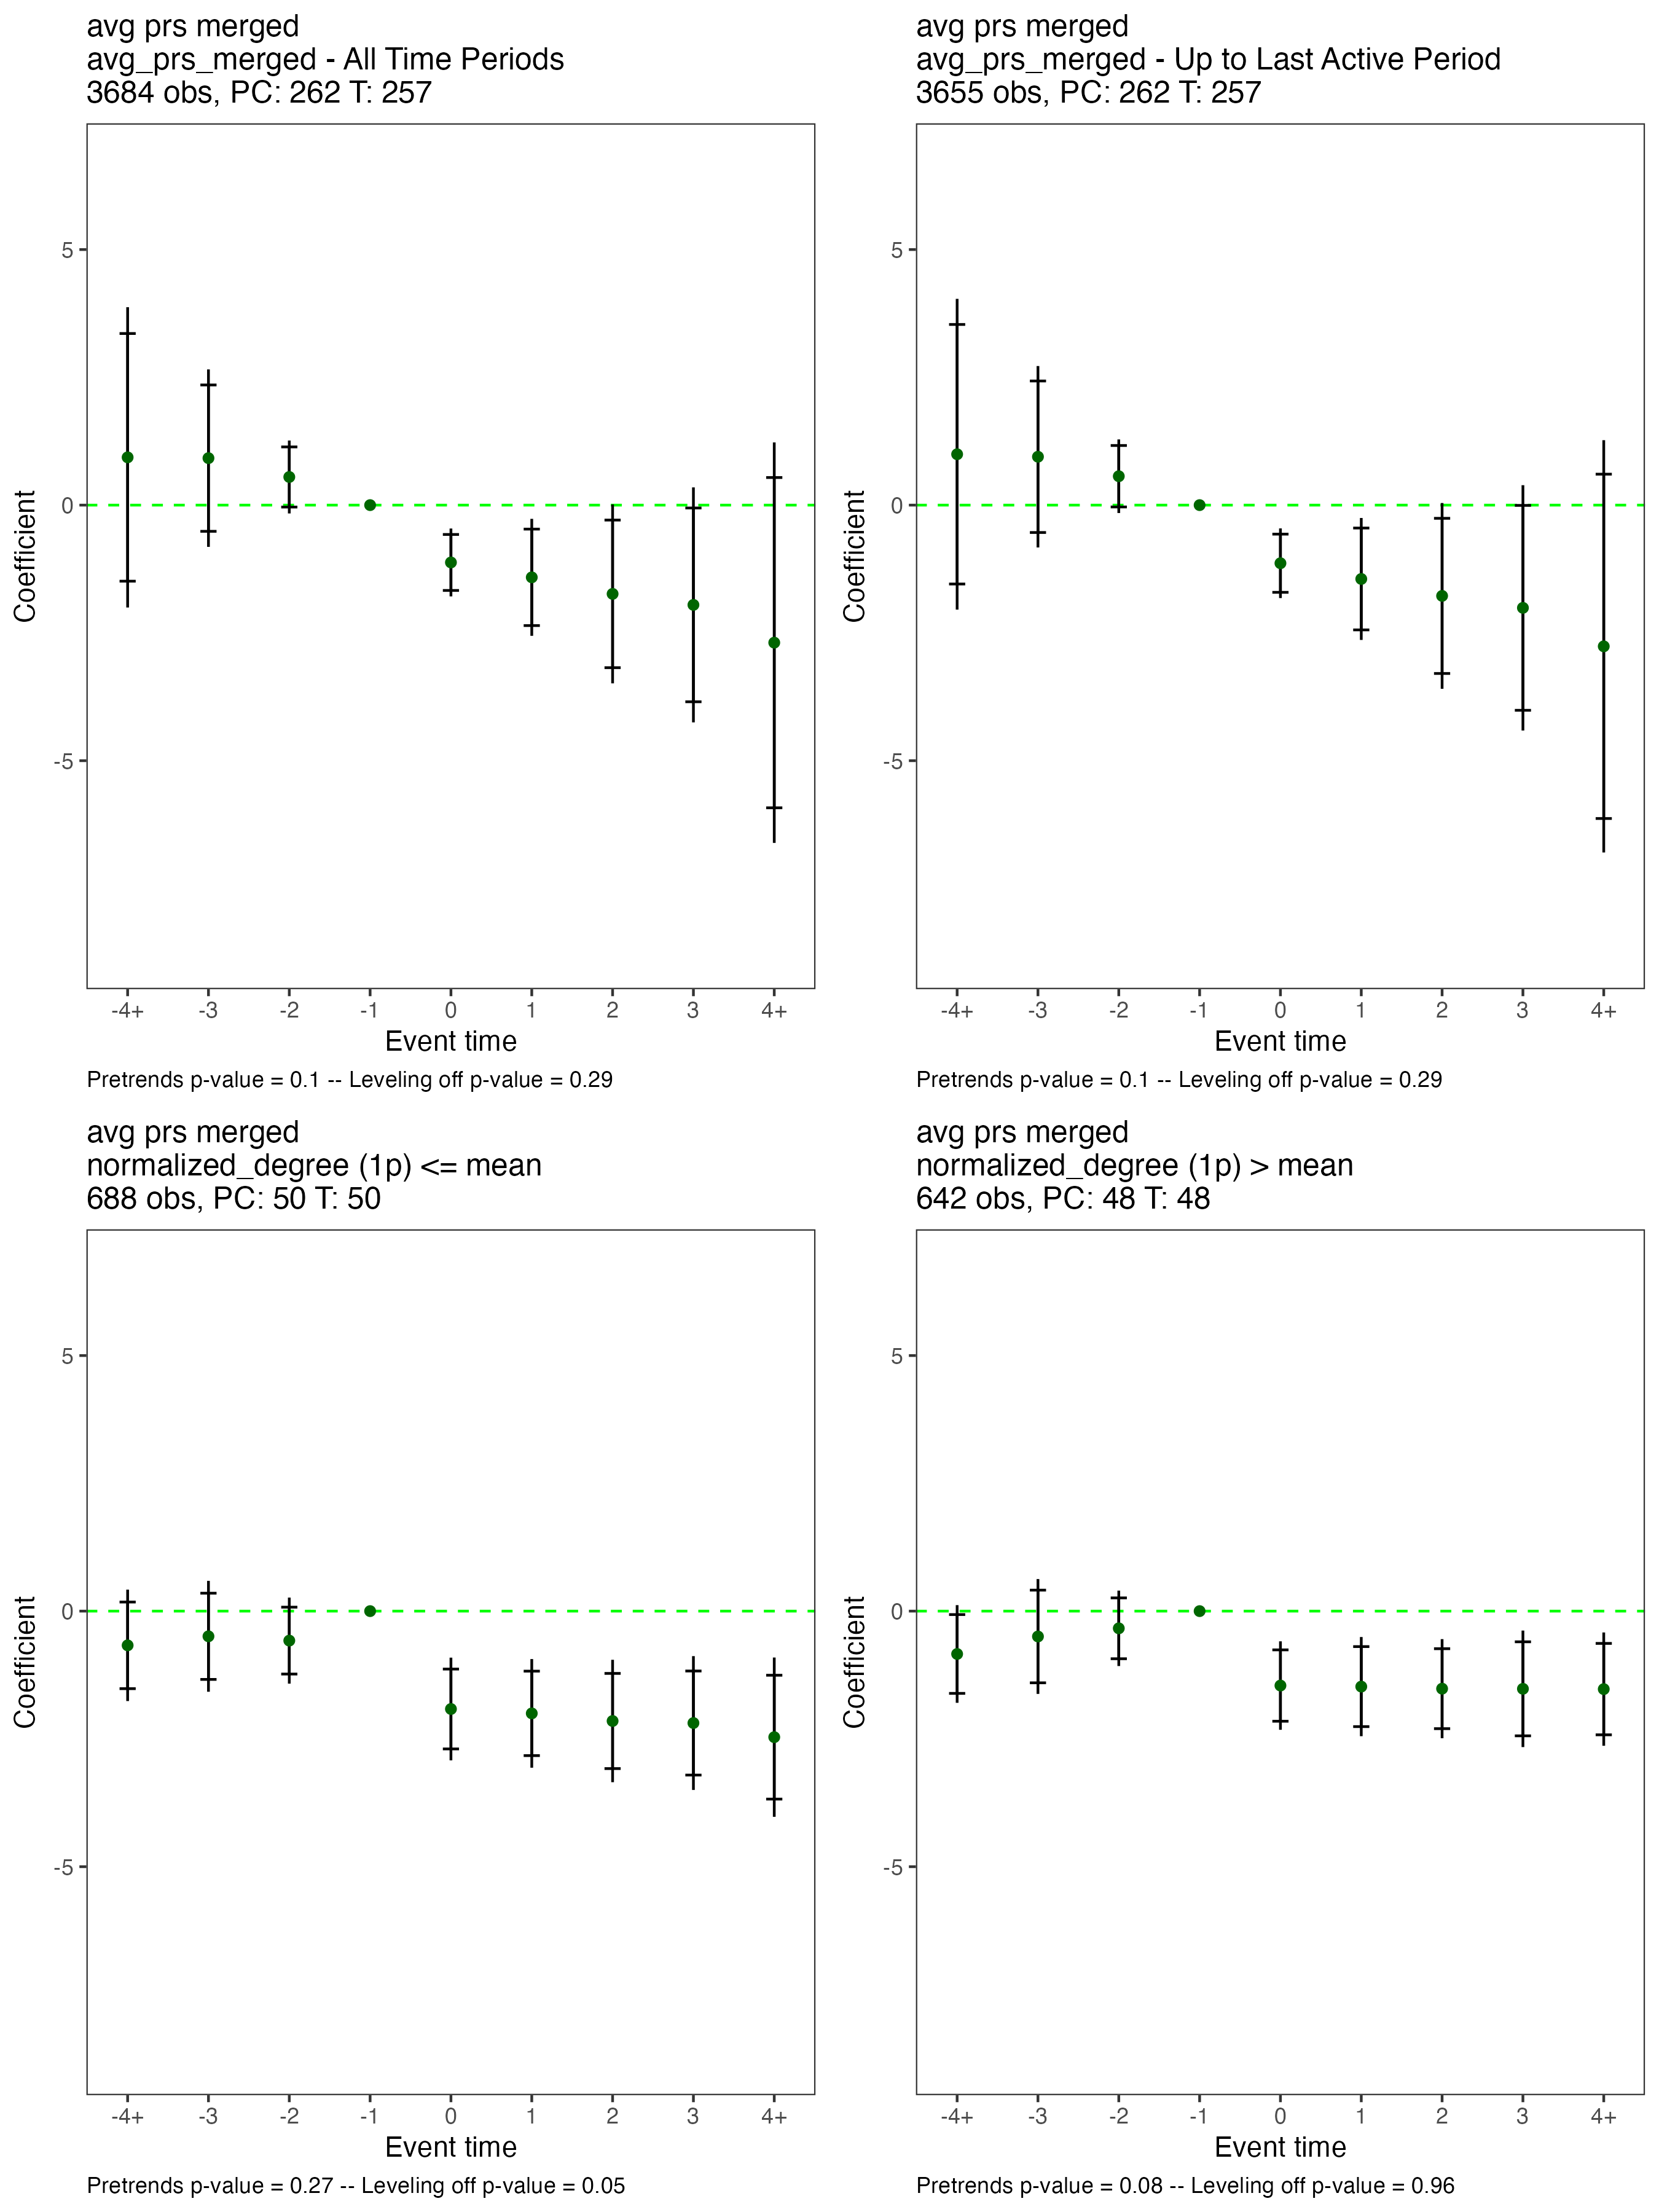 avg prs merged
avg_prs_merged - All Time Periods
3684 obs, PC: 262 T: 257
5
0
-5
Coefficient
-4+ -3 -2 -1 0 1 2 3 4+
Event time
Pretrends p-value = 0.1 -- Leveling off p-value = 0.29
avg prs merged
avg_prs_merged - Up to Last Active Period
3655 obs, PC: 262 T: 257
5
0
-5
Coefficient
-4+ -3 -2 -1 0 1 2 3 4+
Event time
Pretrends p-value = 0.1 -- Leveling off p-value = 0.29
avg prs merged
normalized_degree (1p) <= mean
688 obs, PC: 50 T: 50
5
0
-5
Coefficient
-4+ -3 -2 -1 0 1 2 3 4+
Event time
Pretrends p-value = 0.27 -- Leveling off p-value = 0.05
avg prs merged
normalized_degree (1p) > mean
642 obs, PC: 48 T: 48
5
0
-5
Coefficient
-4+ -3 -2 -1 0 1 2 3 4+
Event time
Pretrends p-value = 0.08 -- Leveling off p-value = 0.96